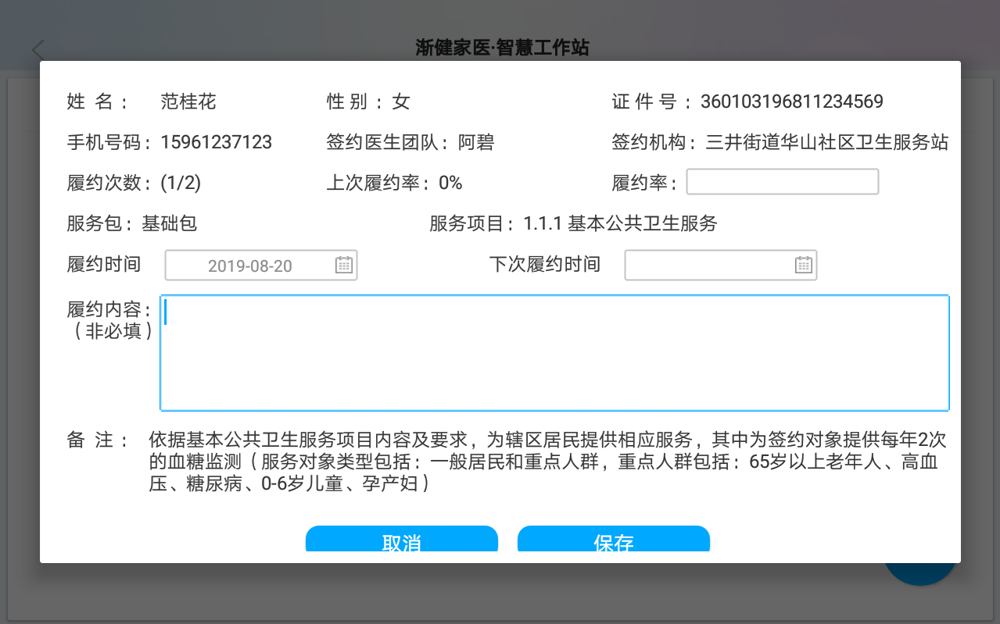 渐健家医·智慧工作站
姓 名： 范桂花 性 别：女 证 件 号：360103196811234569
手机号码：15961237123 签约医生团队：阿碧 签约机构：三井街道华山社区卫生服务站
履约次数：(1/2) 上次履约率：0% 履约率：
服务包：基础包 服务项目：1.1.1 基本公共卫生服务
履约时间 2019-08-20 下次履约时间
履约内容：
（非必填）
备 注： 依据基本公共卫生服务项目内容及要求，为辖区居民提供相应服务，其中为签约对象提供每年2次
的血糖监测（服务对象类型包括：一般居民和重点人群，重点人群包括：65岁以上老年人、高血
压、糖尿病、0-6岁儿童、孕产妇）
取消 保存